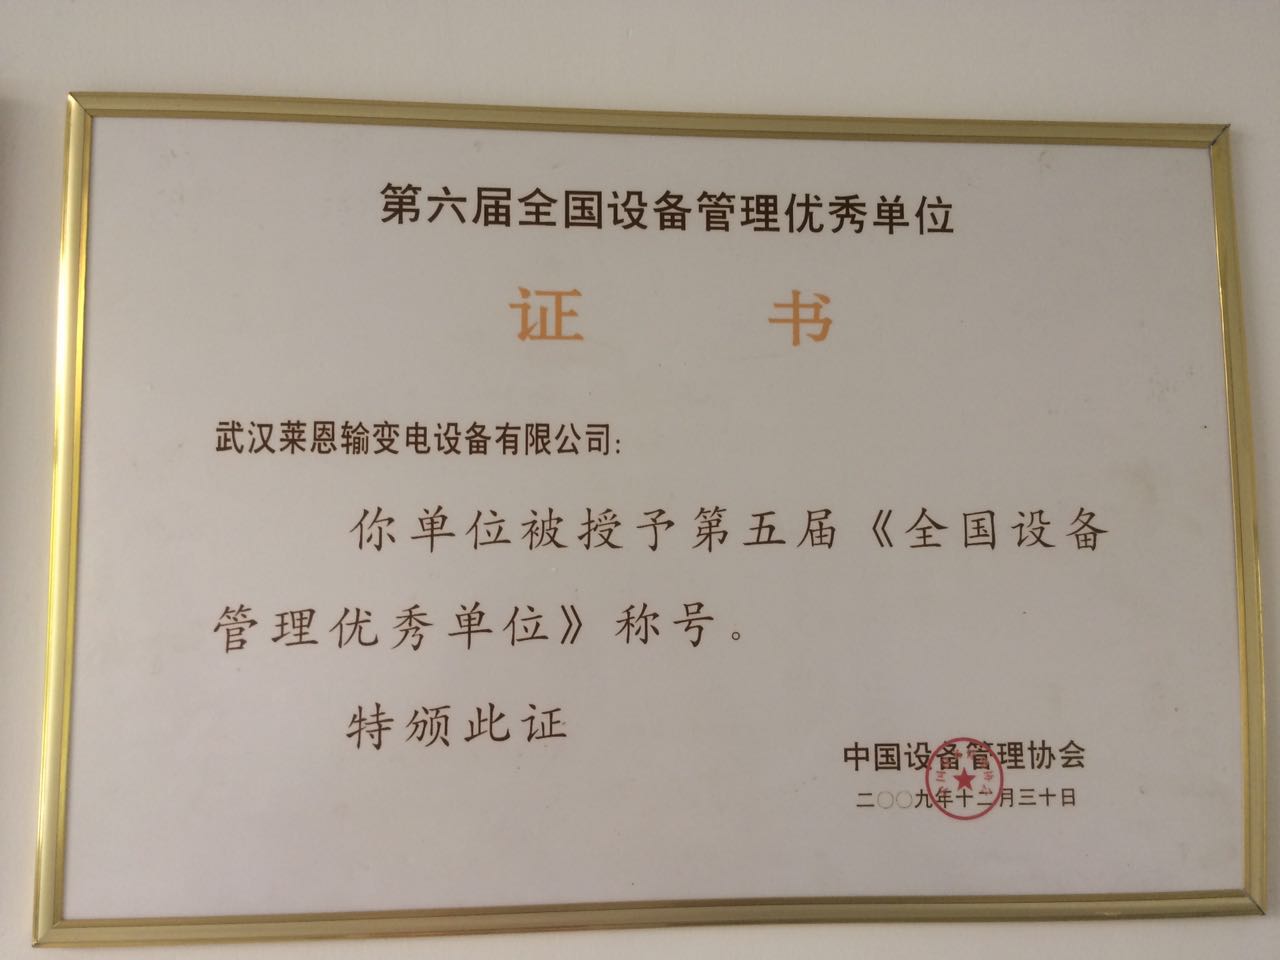 第六届全国设备管理优秀单位
证 书
武汉莱恩输变电设备有限公司：
你单位被授予第五届《全国设备
管理优秀单位》称号。
特颁此证
中国设备管理协会
二〇〇九年十二月三十日